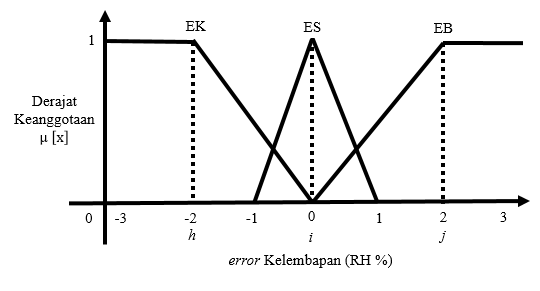 EK ES EB
1
Derajat
Keanggotaan
μ [x]
0 -3 -2 -1 0 1 2 3
h i j
error Kelembapan (RH %)